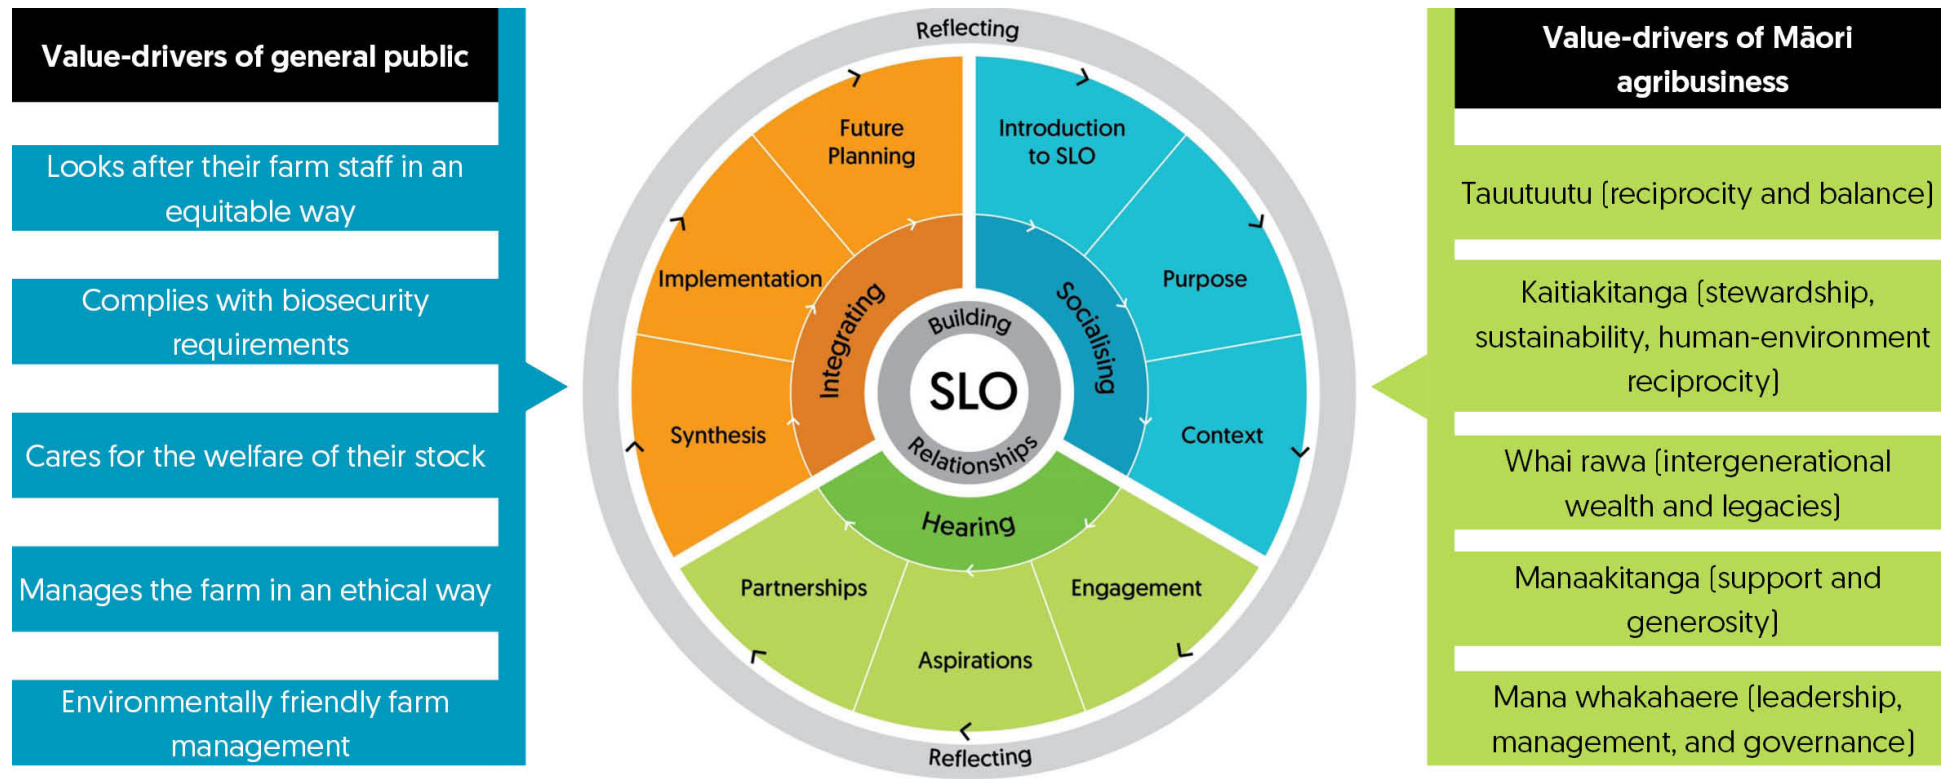 Value-drivers of general public
Looks after their farm staff in an
equitable way
Complies with biosecurity
requirements
Cares for the welfare of their stock
Manages the farm in an ethical way
Environmentally friendly farm
management
Reflecting
Future
Planning
Introduction
to SLO
Implementation
Purpose
Integrating
Socialising
Building
SLO
Relationships
Synthesis
Context
Hearing
Partnerships
Engagement
Aspirations
Reflecting
Value-drivers of Māori
agribusiness
Tauutuutu (reciprocity and balance)
Kaitiakitanga (stewardship,
sustainability, human-environment
reciprocity)
Whai rawa (intergenerational
wealth and legacies)
Manaakitanga (support and
generosity)
Mana whakahaere (leadership,
management, and governance)